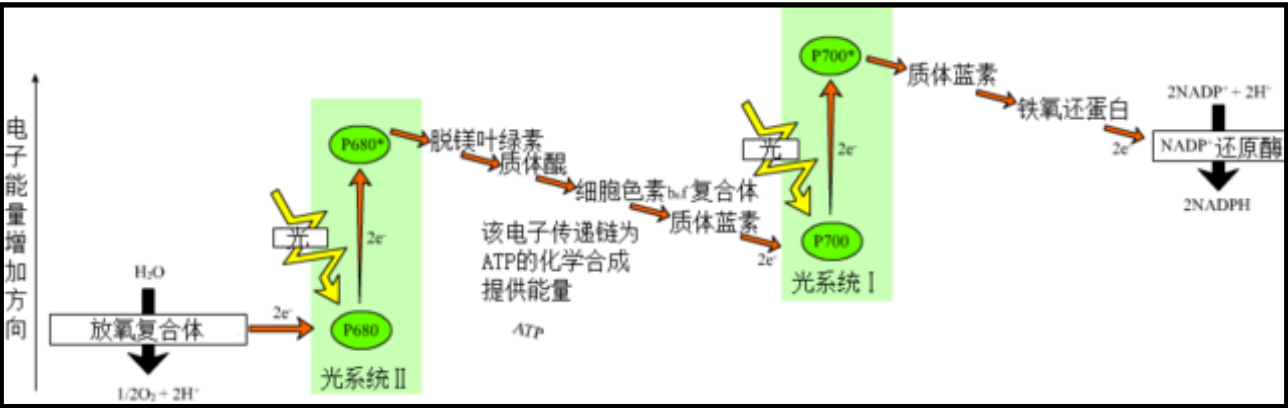 电子能量增加方向
H₂O
放氧复合体
1/2O₂ + 2H⁺
2e⁻
光
P680*
2e⁻
P680
光系统Ⅱ
脱镁叶绿素
质体醌
细胞色素b₆f复合体
质体蓝素
2e⁻
该电子传递链为
ATP的化学合成
提供能量
ATP
光
P700*
2e⁻
P700
光系统Ⅰ
质体蓝素
铁氧还蛋白
2e⁻
2NADP⁺ + 2H⁺
NADP⁺还原酶
2NADPH